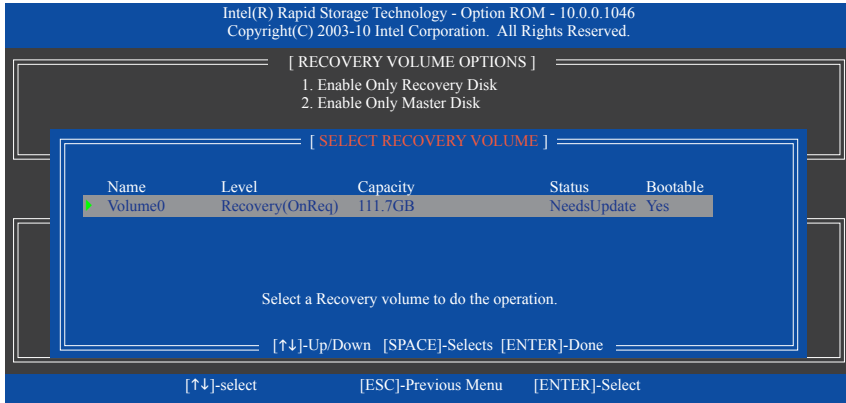 Intel(R) Rapid Storage Technology - Option ROM - 10.0.0.1046
Copyright(C) 2003-10 Intel Corporation. All Rights Reserved.
[ RECOVERY VOLUME OPTIONS ]
1. Enable Only Recovery Disk
2. Enable Only Master Disk
[ SELECT RECOVERY VOLUME ]
Name Level Capacity Status Bootable
Volume0 Recovery(OnReq) 111.7GB NeedsUpdate Yes
Select a Recovery volume to do the operation.
[↑↓]-Up/Down [SPACE]-Selects [ENTER]-Done
[↑↓]-select [ESC]-Previous Menu [ENTER]-Select